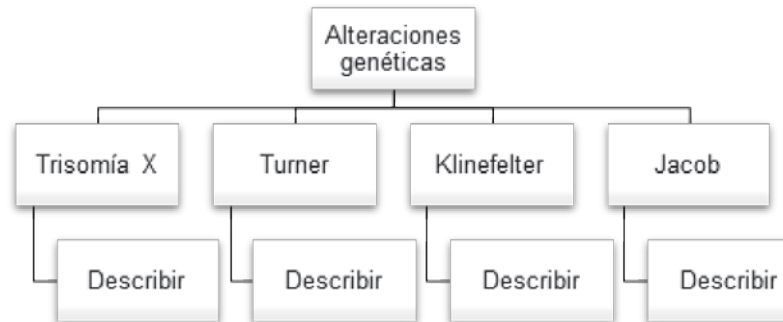 Alteraciones
genéticas
Trisomía X
Turner
Klinefelter
Jacob
Describir
Describir
Describir
Describir